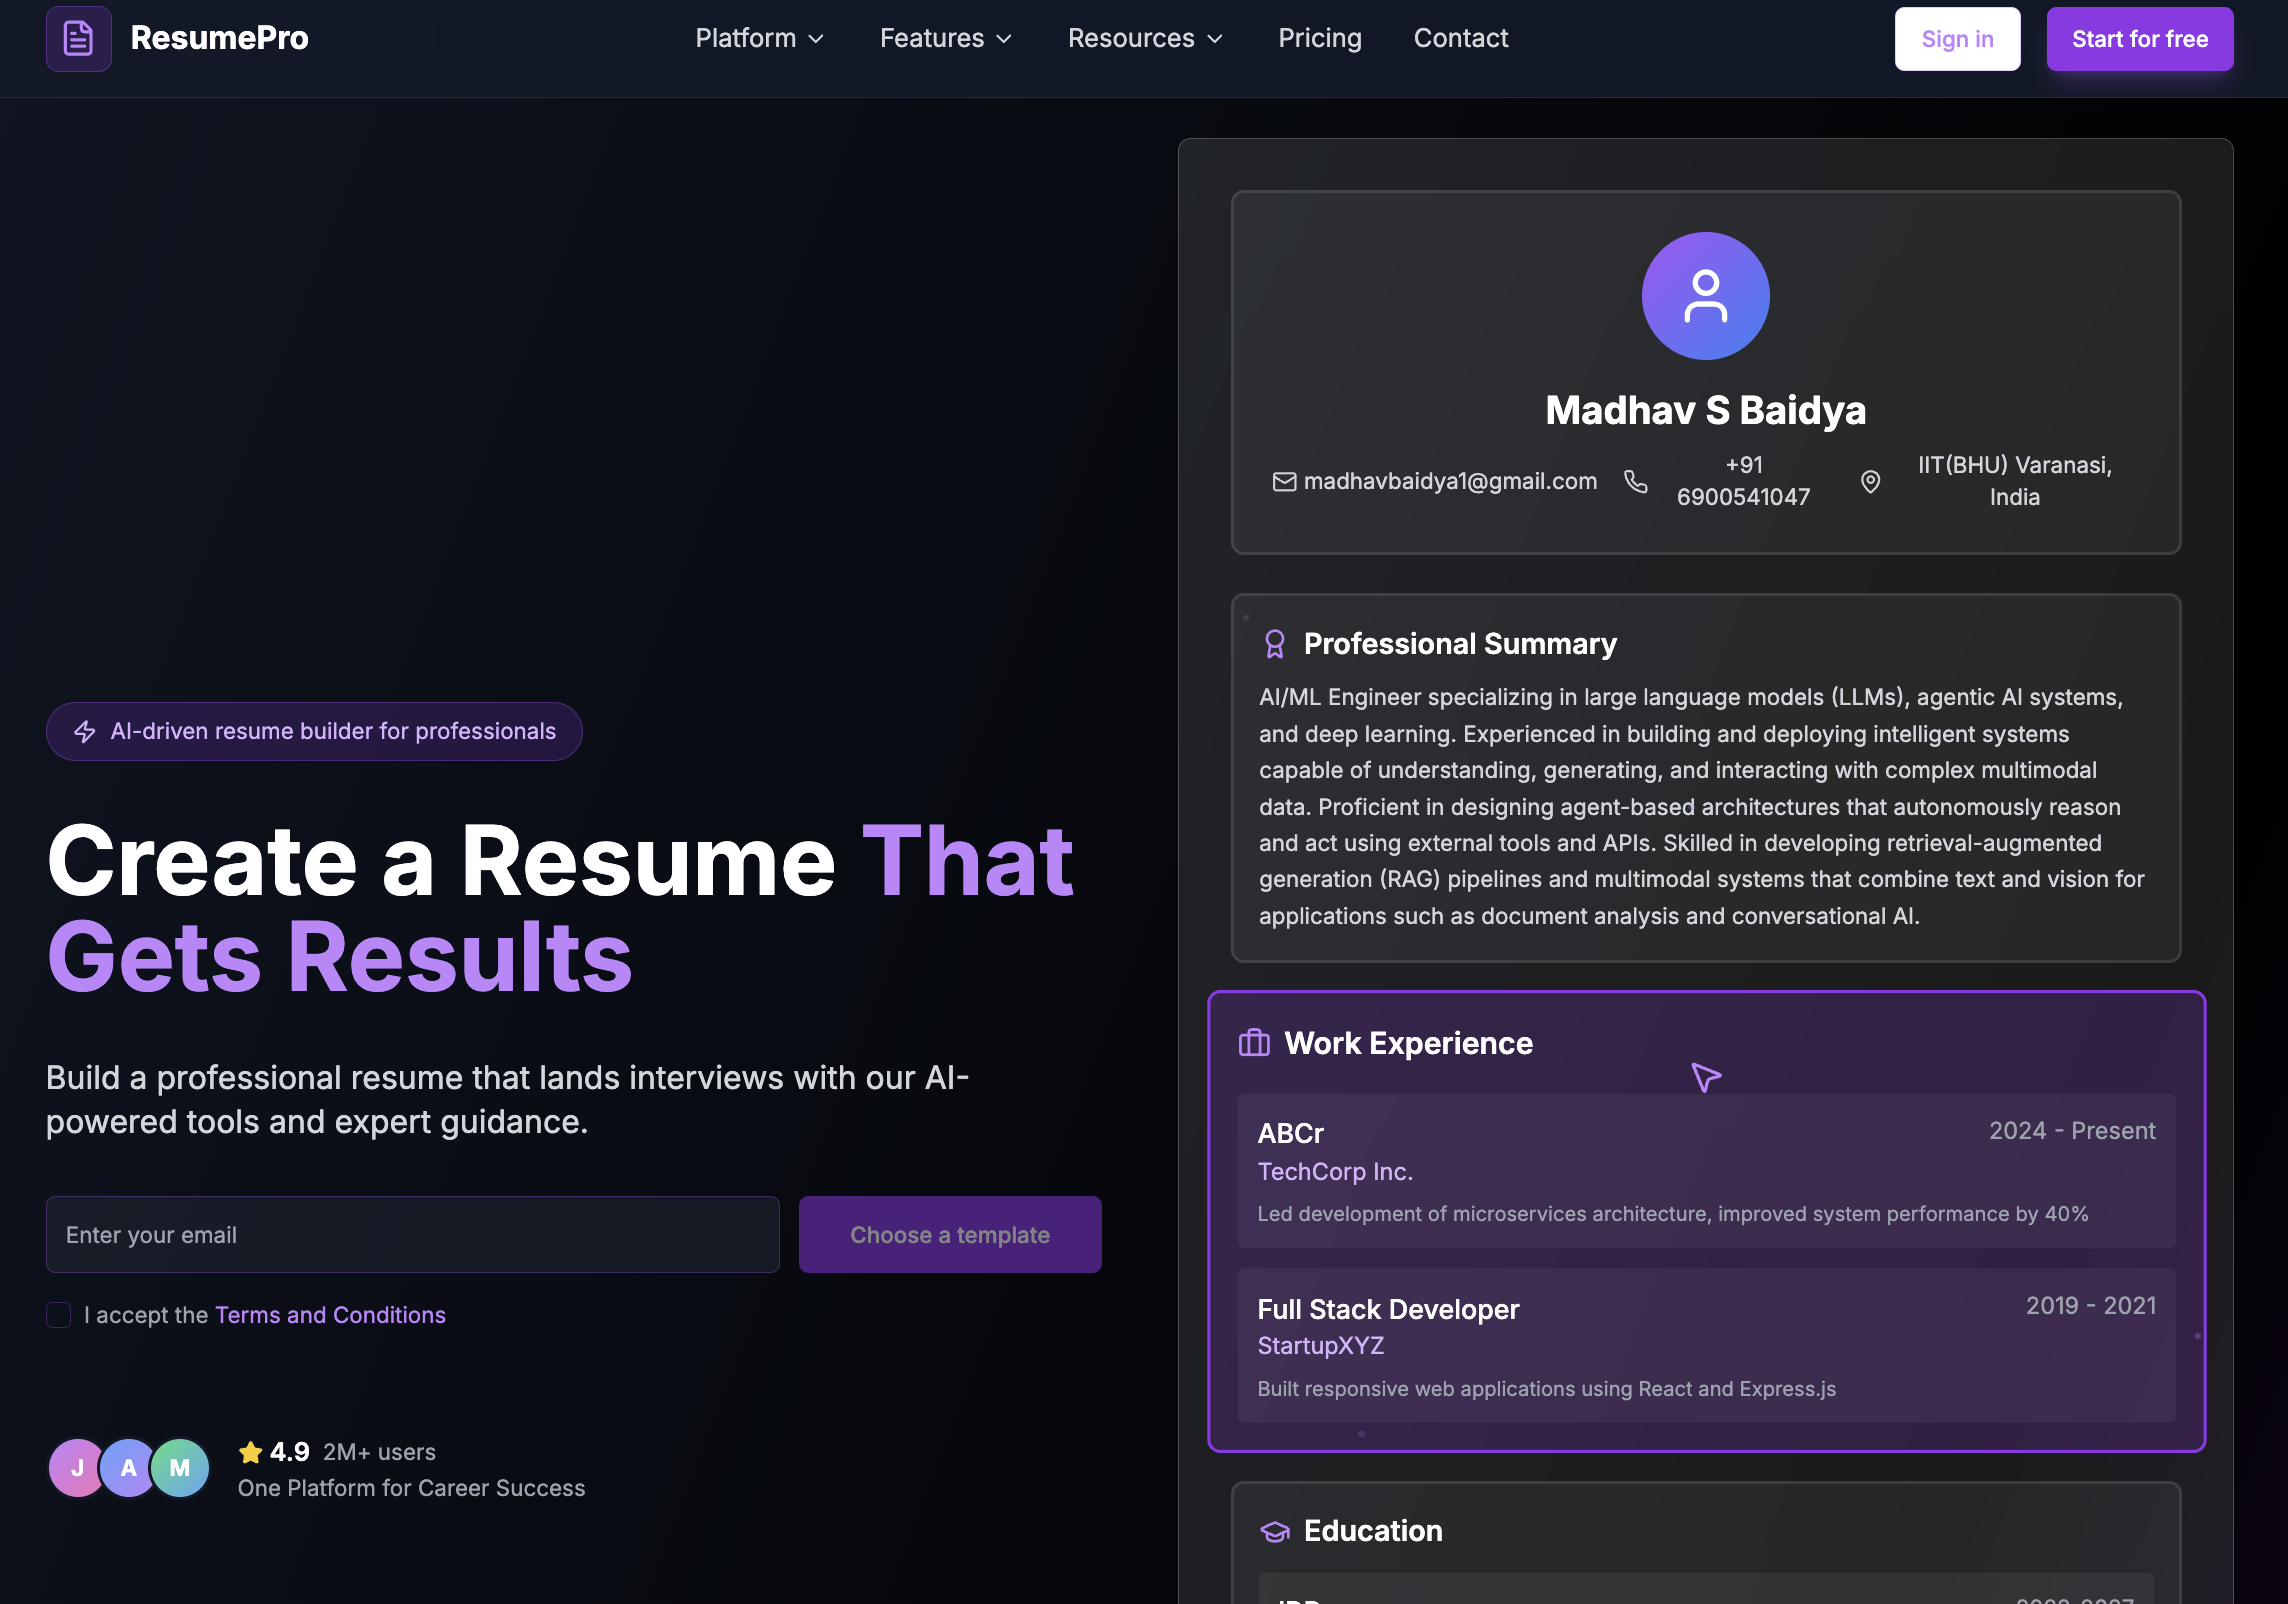 ResumePro
Platform
Features
Resources
Pricing
Contact
Sign in
Start for free
AI-driven resume builder for professionals
Create a Resume That
Gets Results
Build a professional resume that lands interviews with our AI-
powered tools and expert guidance.
Enter your email
Choose a template
I accept the Terms and Conditions
J A M
4.9 2M+ users
One Platform for Career Success
Madhav S Baidya
madhavbaidya1@gmail.com
+91
6900541047
IIT(BHU) Varanasi,
India
Professional Summary
AI/ML Engineer specializing in large language models (LLMs), agentic AI systems,
and deep learning. Experienced in building and deploying intelligent systems
capable of understanding, generating, and interacting with complex multimodal
data. Proficient in designing agent-based architectures that autonomously reason
and act using external tools and APIs. Skilled in developing retrieval-augmented
generation (RAG) pipelines and multimodal systems that combine text and vision for
applications such as document analysis and conversational AI.
Work Experience
ABCr
2024 - Present
TechCorp Inc.
Led development of microservices architecture, improved system performance by 40%
Full Stack Developer
2019 - 2021
StartupXYZ
Built responsive web applications using React and Express.js
Education